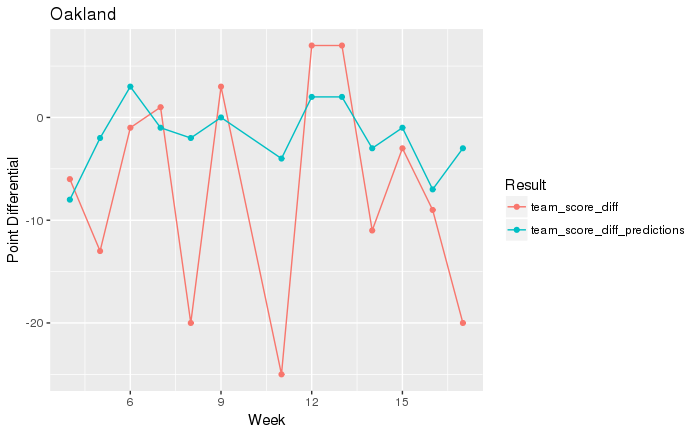 Oakland
Point Differential
0
-10
-20
6
9
12
15
Week
Result
team_score_diff
team_score_diff_predictions